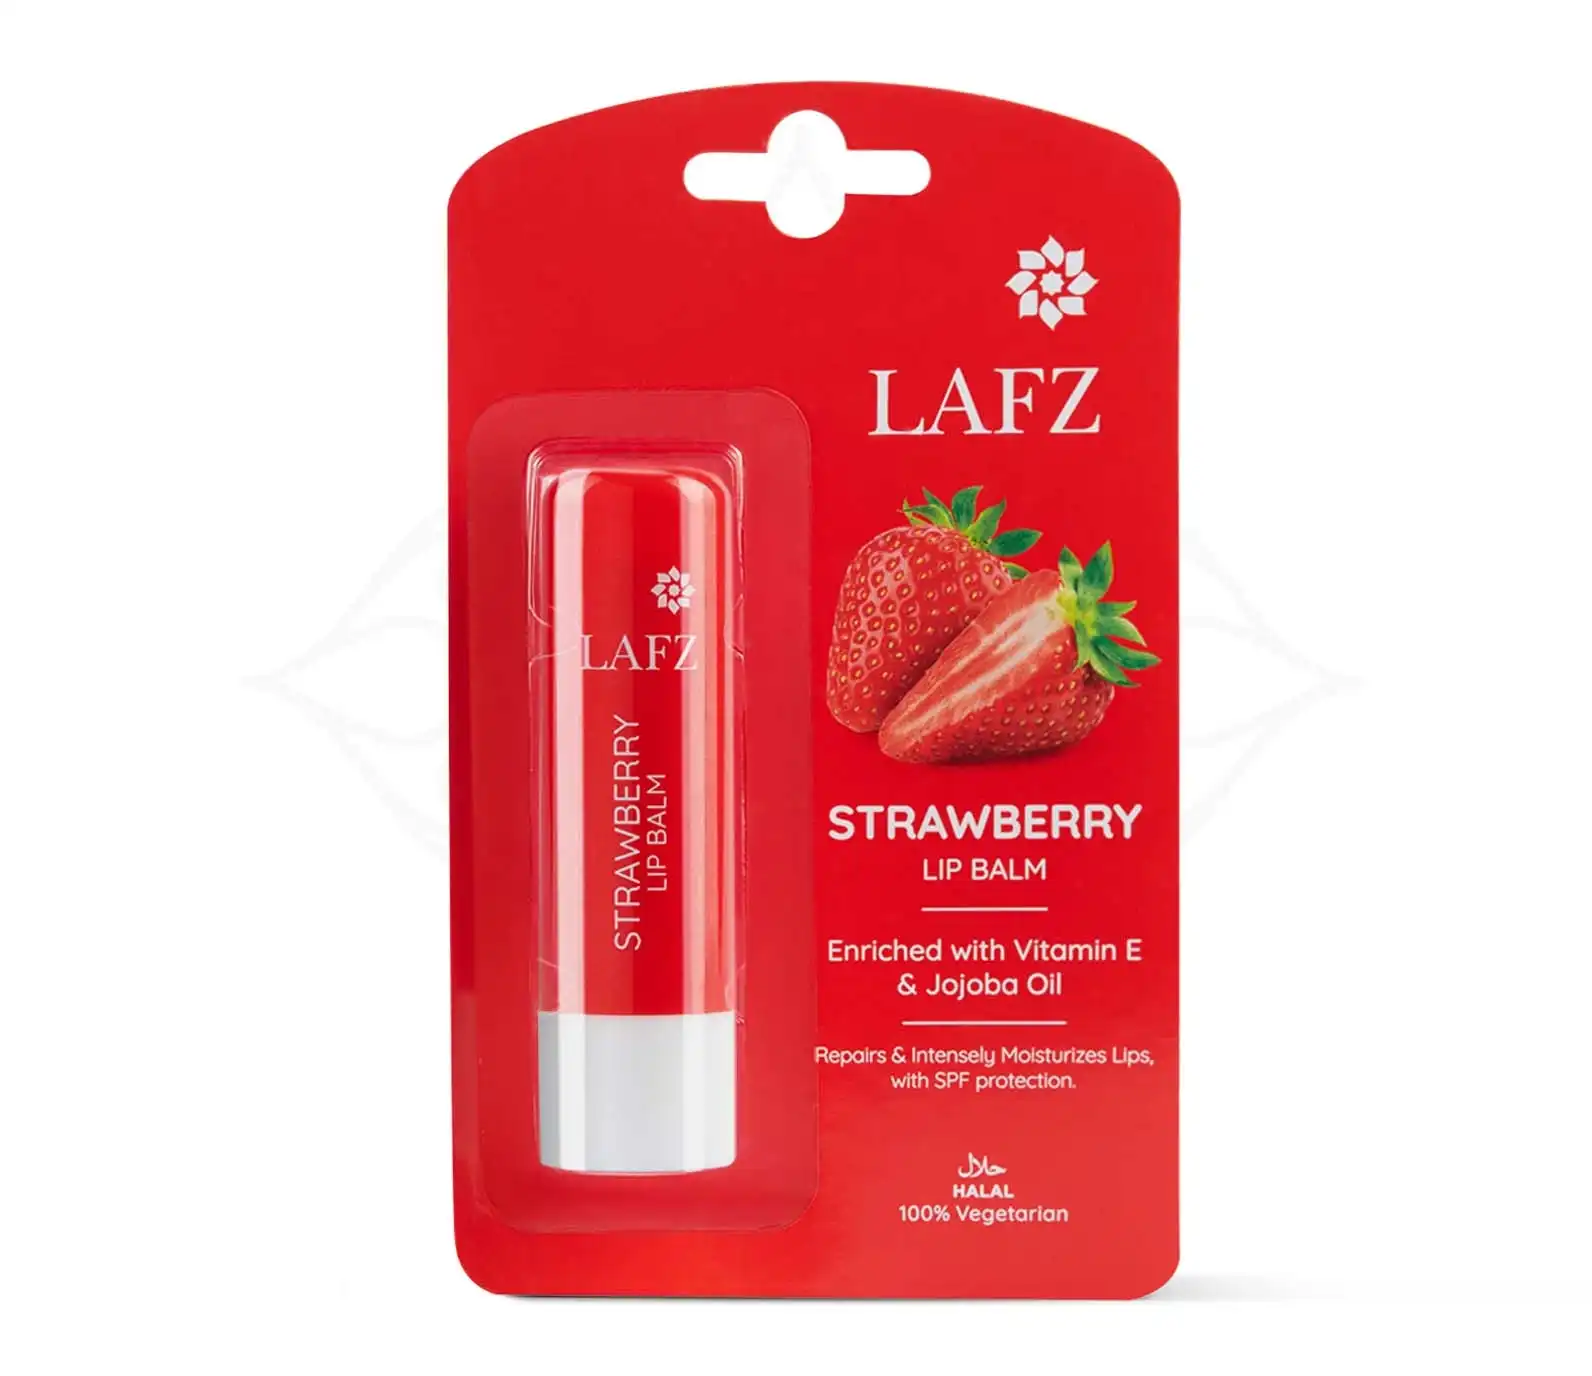 LAFZ
STRAWBERRY
LIP BALM
Enriched with Vitamin E
& Jojoba Oil
Repairs & Intensely Moisturizes Lips,
with SPF protection.
حلال
HALAL
100% Vegetarian
LAFZ
STRAWBERRY
LIP BALM